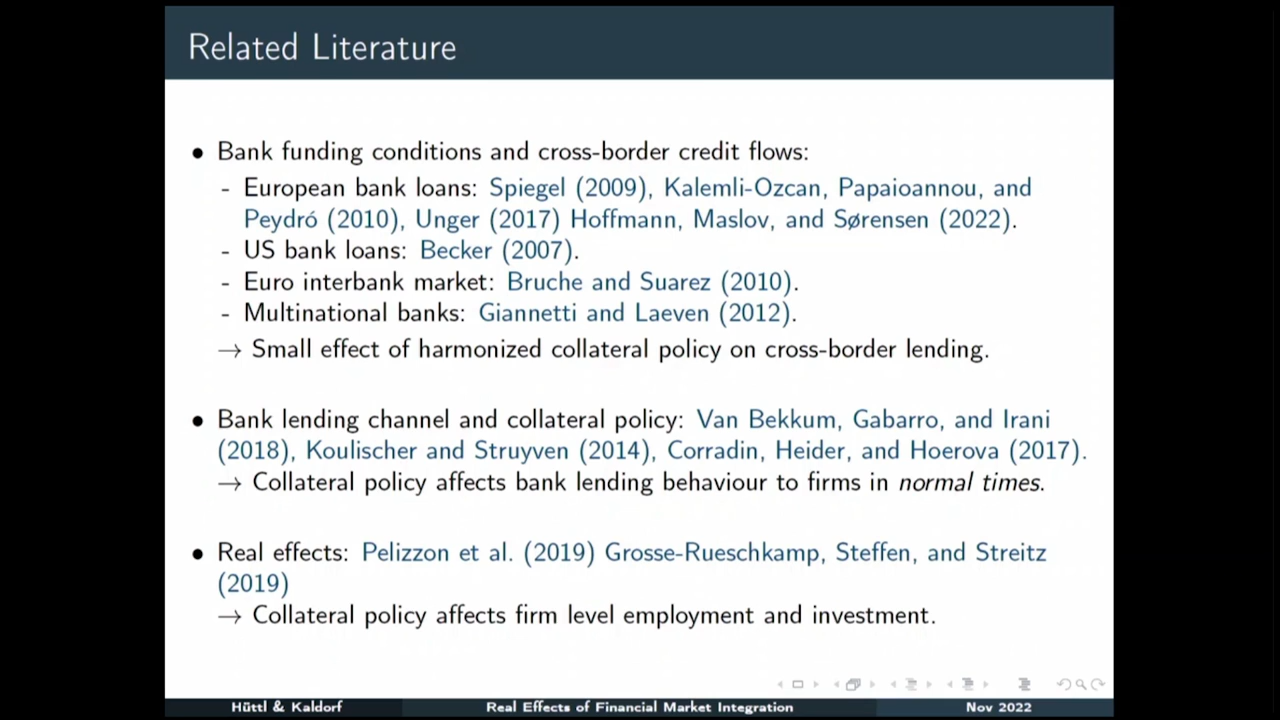 Related Literature
• Bank funding conditions and cross-border credit flows:
- European bank loans: Spiegel (2009), Kalemli-Ozcan, Papaioannou, and
Peydró (2010), Unger (2017) Hoffmann, Maslov, and Sørensen (2022).
- US bank loans: Becker (2007).
- Euro interbank market: Bruche and Suarez (2010).
- Multinational banks: Giannetti and Laeven (2012).
→ Small effect of harmonized collateral policy on cross-border lending.
• Bank lending channel and collateral policy: Van Bekkum, Gabarro, and Irani
(2018), Koulischer and Struyven (2014), Corradin, Heider, and Hoerova (2017).
→ Collateral policy affects bank lending behaviour to firms in normal times.
• Real effects: Pelizzon et al. (2019) Grosse-Rueschkamp, Steffen, and Streitz
(2019)
→ Collateral policy affects firm level employment and investment.
Hüttl & Kaldorf Real Effects of Financial Market Integration Nov 2022